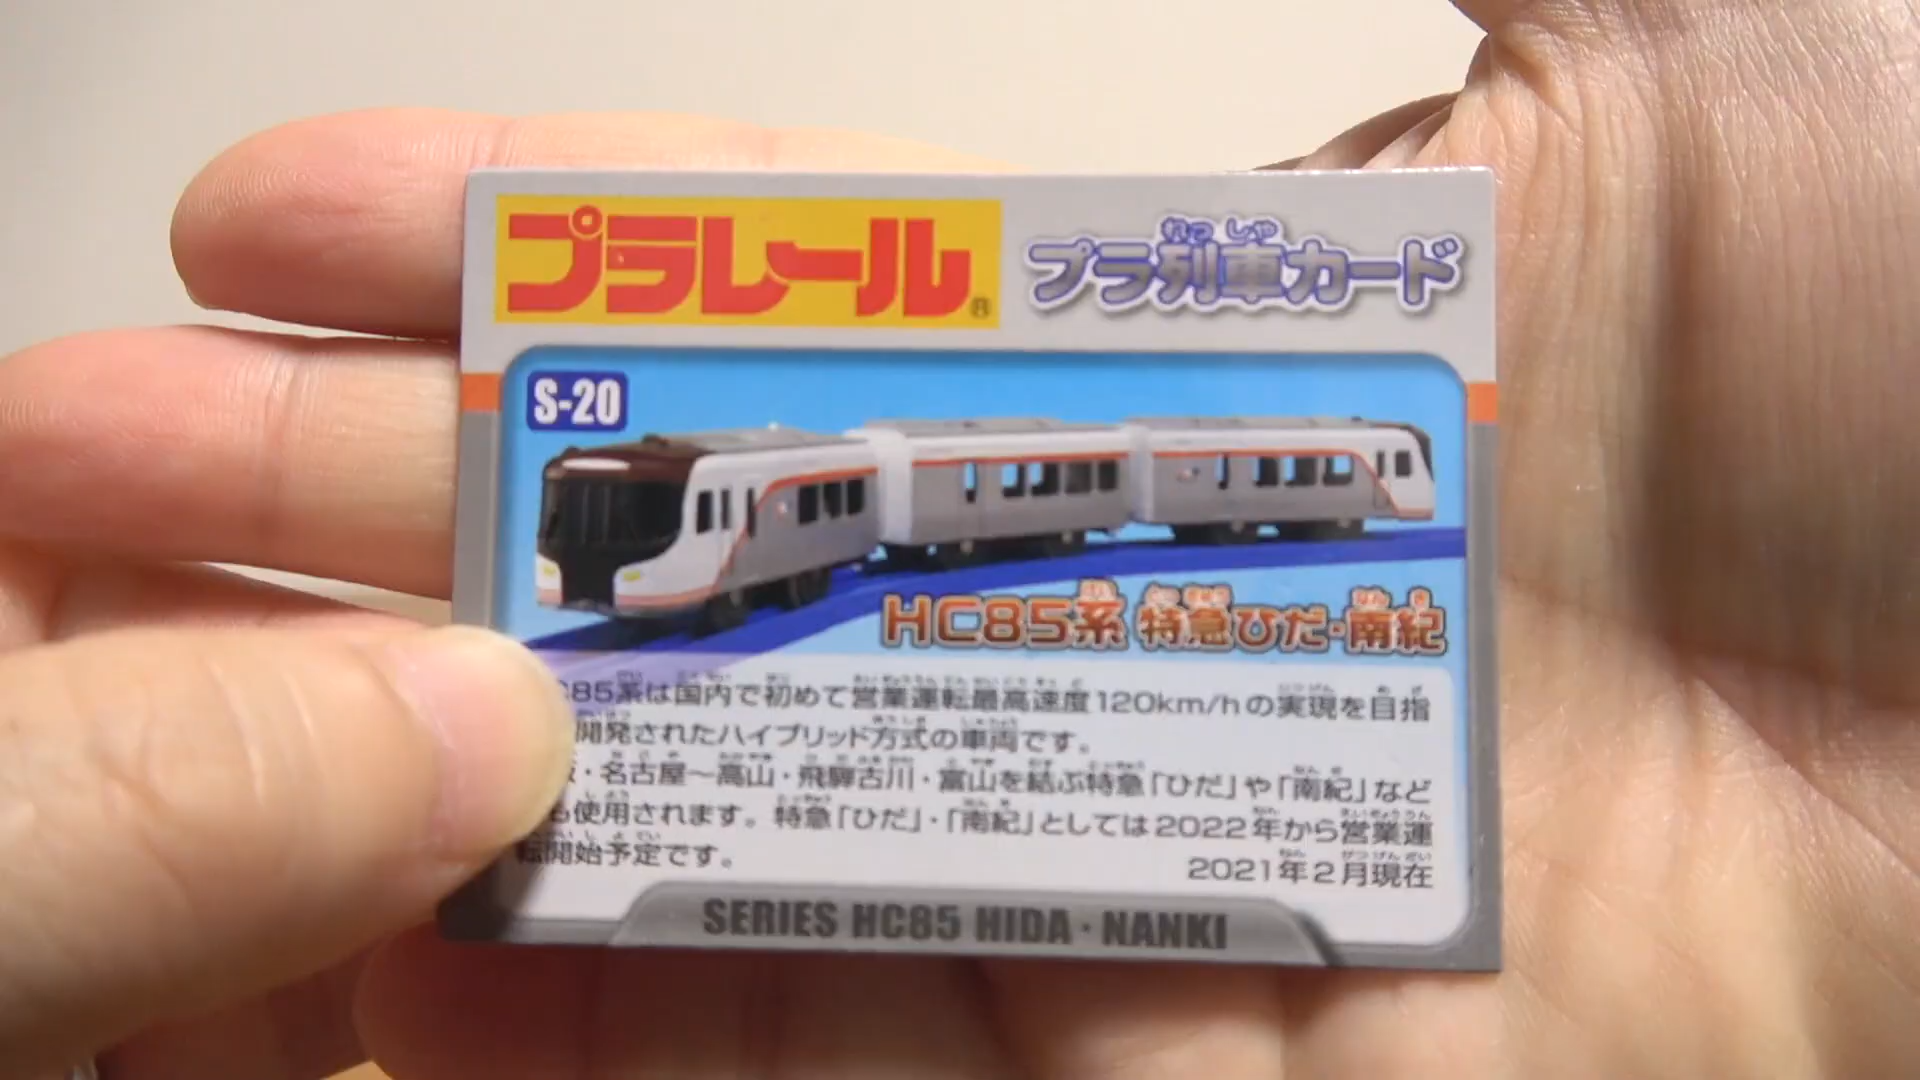 プラレール®
プラ列車カード
S-20
HC85系 特急ひだ・南紀
85系は国内で初めて営業運転最高速度120km/hの実現を目指
開発されたハイブリッド方式の車両です。
・名古屋～高山・飛騨古川・富山を結ぶ特急「ひだ」や「南紀」など
も使用されます。特急「ひだ」・「南紀」としては2022年から営業運
転開始予定です。
2021年2月現在
SERIES HC85 HIDA・NANKI